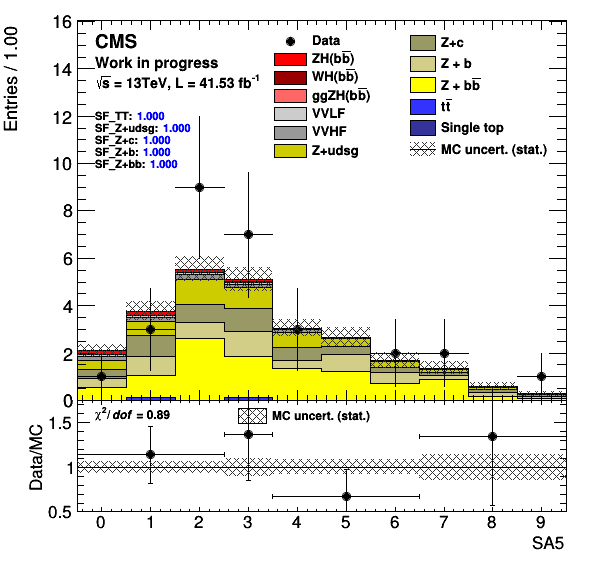 Entries / 1.00
16
14
12
10
8
6
4
2
0
CMS
Work in progress
√s = 13TeV, L = 41.53 fb⁻¹
SF_TT: 1.000
SF_Z+udsg: 1.000
SF_Z+c: 1.000
SF_Z+b: 1.000
SF_Z+bb: 1.000
Data
ZH(bb̅)
WH(bb̅)
ggZH(bb̅)
VVLF
VVHF
Z+udsg
Z+c
Z + b
Z + bb̅
tt̅
Single top
MC uncert. (stat.)
Data/MC
1.5
1
0.5
χ²/dof = 0.89
MC uncert. (stat.)
0 1 2 3 4 5 6 7 8 9
SA5